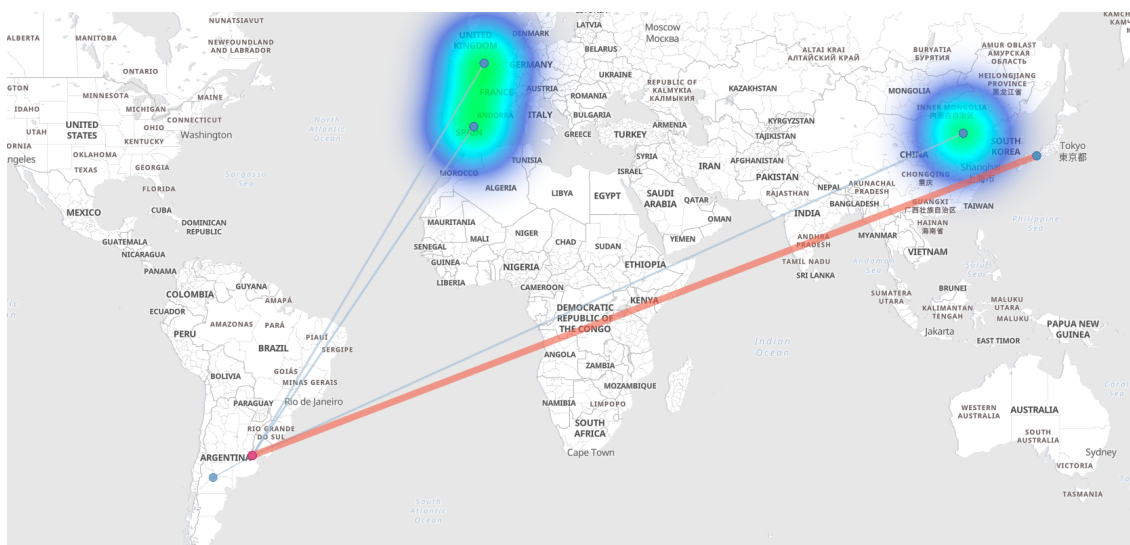 NUNATSIAVUT
ALBERTA
MANITOBA
NEWFOUNDLAND
AND LABRADOR
ONTARIO
MINNESOTA
MAINE
IDAHO
MICHIGAN
CONNECTICUT
UTAH
UNITED
STATES
OHIO
Washington
KENTUCKY
OKLAHOMA
TEXAS
GEORGIA
FLORIDA
MEXICO
CUBA
DOMINICAN
REPUBLIC
GUATEMALA
NICARAGUA
PANAMA
North
Atlantic
Ocean
Sargasso
Sea
COLOMBIA
GUYANA
AMAPÁ
ECUADOR
AMAZONAS
PARÁ
PERU
PIAUÍ
BRAZIL
SERGIPE
GOIÁS
BOLIVIA
MINAS GERAIS
PARAGUAY
Rio de Janeiro
RIO GRANDE
DO SUL
ARGENTINA
South
Atlantic
Ocean
UNITED
KINGDOM
DENMARK
LATVIA
Moscow
Москва
BELARUS
GERMANY
UKRAINE
FRANCE
AUSTRIA
ROMANIA
REPUBLIC OF
KALMYKIA
КАЛМЫКИЯ
ANDORRA
ITALY
BULGARIA
SPAIN
GREECE
TURKEY
ARMENIA
MOROCCO
TUNISIA
SYRIA
ISRAEL
ALGERIA
LIBYA
EGYPT
SAUDI
ARABIA
QATAR
OMAN
YEMEN
MAURITANIA
MALI
NIGER
CHAD
SUDAN
SENEGAL
GUINEA
LIBERIA
NIGERIA
CAMEROON
ETHIOPIA
KENYA
DEMOCRATIC
REPUBLIC OF
THE CONGO
ANGOLA
ZAMBIA
MOZAMBIQUE
NAMIBIA
LIMPOPO
SOUTH
AFRICA
Cape Town
Indian
Ocean
ALTAI KRAI
АЛТАЙСКИЙ КРАЙ
BURYATIA
БУРЯТИЯ
AMUR OBLAST
АМУРСКАЯ
ОБЛАСТЬ
HEILONGJIANG
PROVINCE
黑龙江省
KAZAKHSTAN
MONGOLIA
INNER MONGOLIA
内蒙古自治区
KYRGYZSTAN
TAJIKISTAN
IRAN
AFGHANISTAN
PAKISTAN
CHINA
SOUTH
KOREA
Tokyo
東京都
Shanghai
上海市
CHONGQING
重庆
RAJASTHAN
NEPAL
ARUNACHAL
PRADESH
BANGLADESH
GUANGXI
广西壮族自治区
TAIWAN
HAINAN
海南省
INDIA
MYANMAR
VIETNAM
ANDHRA
PRADESH
TAMIL NADU
SRI LANKA
Andaman
Sea
Philippine
Sea
SUMATERA
UTARA
BRUNEI
KALIMANTAN
TENGAH
MALUKU
UTARA
MALUKU
Jakarta
EAST TIMOR
PAPUA NEW
GUINEA
WESTERN
AUSTRALIA
AUSTRALIA
SOUTH
AUSTRALIA
Sydney
VICTORIA
TASMANIA